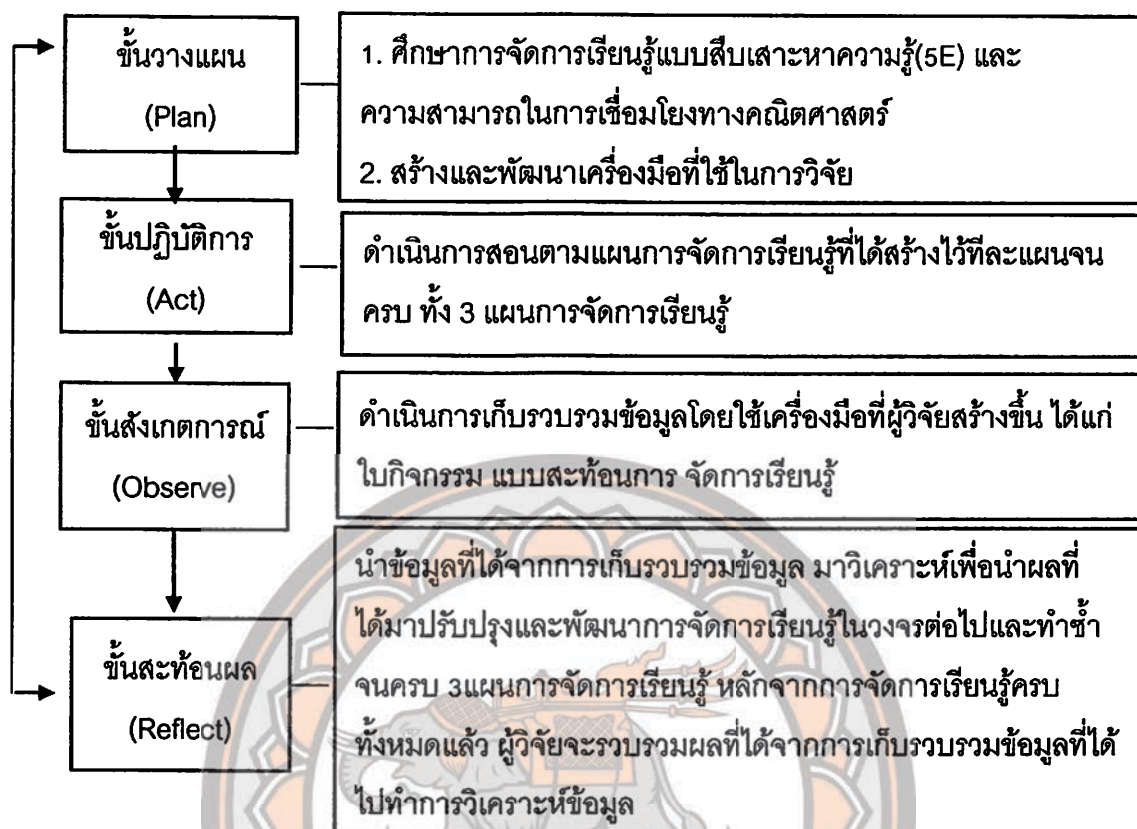 ขั้นวางแผน
(Plan)
1. ศึกษาการจัดการเรียนรู้แบบสืบเสาะหาความรู้(5E) และ
ความสามารถในการเชื่อมโยงทางคณิตศาสตร์
2. สร้างและพัฒนาเครื่องมือที่ใช้ในการวิจัย
ขั้นปฏิบัติการ
(Act)
ดำเนินการสอนตามแผนการจัดการเรียนรู้ที่ได้สร้างไว้ทีละแผนจน
ครบ ทั้ง 3 แผนการจัดการเรียนรู้
ขั้นสังเกตการณ์
(Observe)
ดำเนินการเก็บรวบรวมข้อมูลโดยใช้เครื่องมือที่ผู้วิจัยสร้างขึ้น ได้แก่
ใบกิจกรรม แบบสะท้อนการ จัดการเรียนรู้
ขั้นสะท้อนผล
(Reflect)
นำข้อมูลที่ได้จากการเก็บรวบรวมข้อมูล มาวิเคราะห์เพื่อนำผลที่
ได้มาปรับปรุงและพัฒนาการจัดการเรียนรู้ในวงจรต่อไปและทำซ้ำ
จนครบ 3แผนการจัดการเรียนรู้ หลักจากการจัดการเรียนรู้ครบ
ทั้งหมดแล้ว ผู้วิจัยจะรวบรวมผลที่ได้จากการเก็บรวบรวมข้อมูลที่ได้
ไปทำการวิเคราะห์ข้อมูล